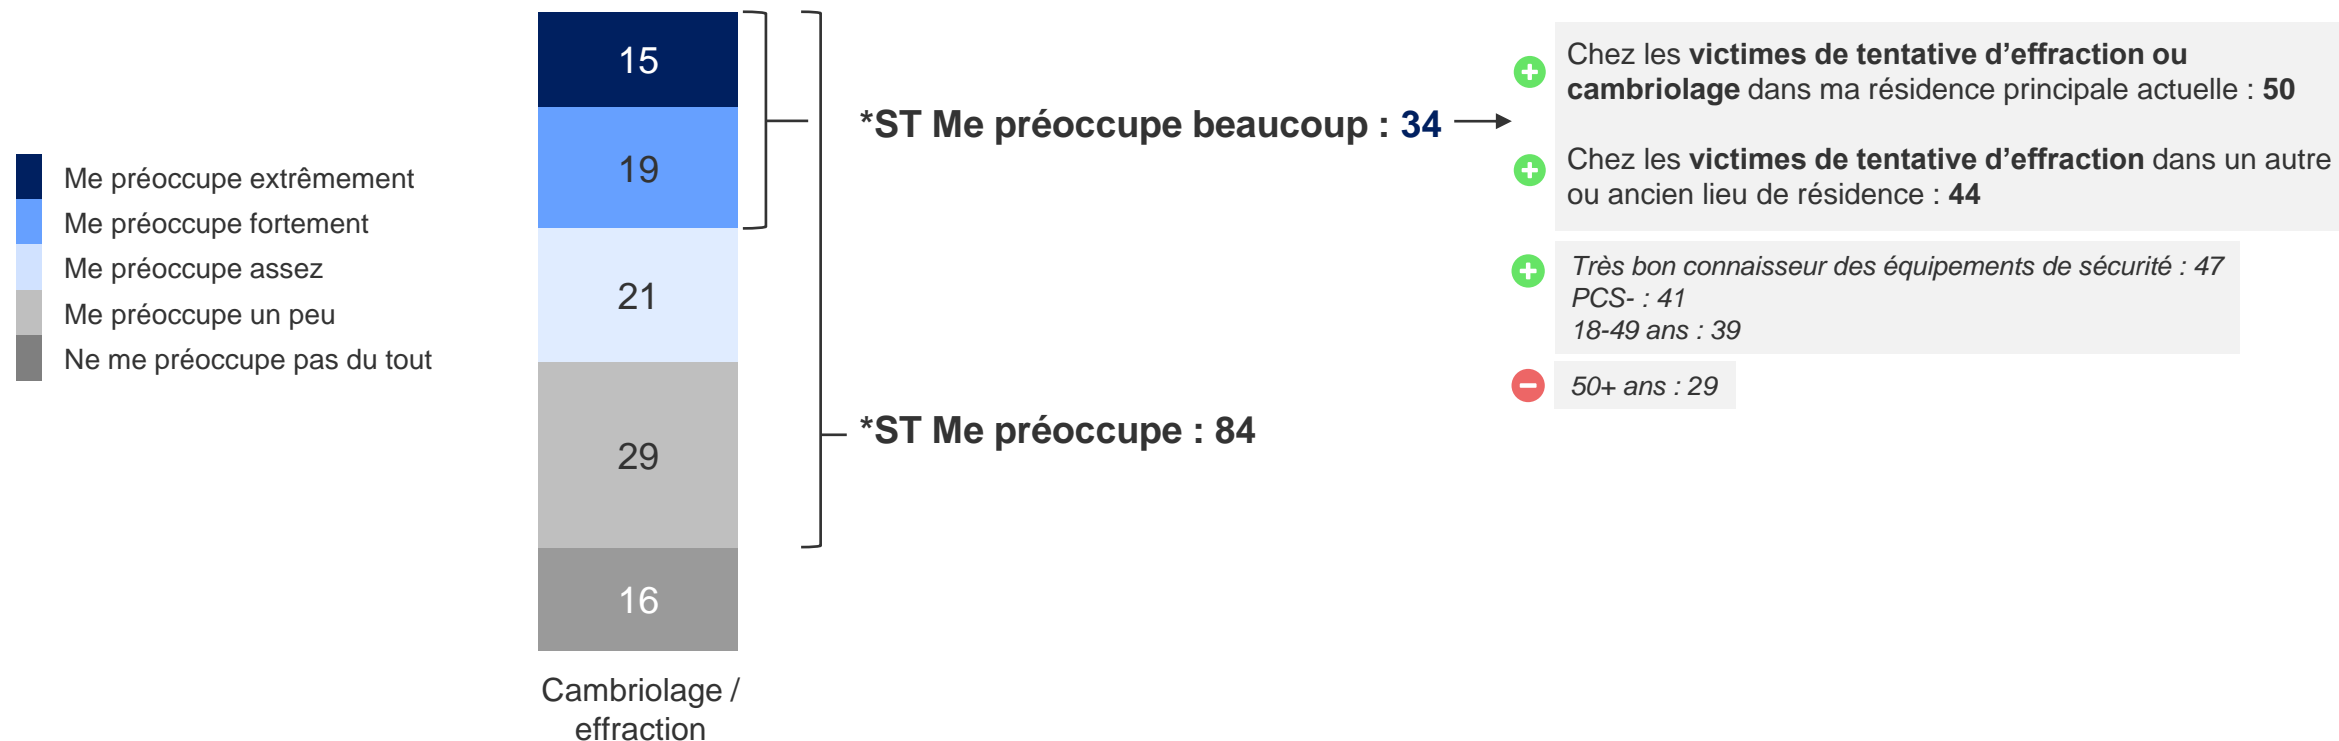 Me préoccupe extrêmement
Me préoccupe fortement
Me préoccupe assez
Me préoccupe un peu
Ne me préoccupe pas du tout
15
19
21
29
16
Cambriolage /
effraction
*ST Me préoccupe beaucoup : 34
*ST Me préoccupe : 84
Chez les victimes de tentative d’effraction ou
cambriolage dans ma résidence principale actuelle : 50
Chez les victimes de tentative d’effraction dans un autre
ou ancien lieu de résidence : 44
Très bon connaisseur des équipements de sécurité : 47
PCS- : 41
18-49 ans : 39
50+ ans : 29